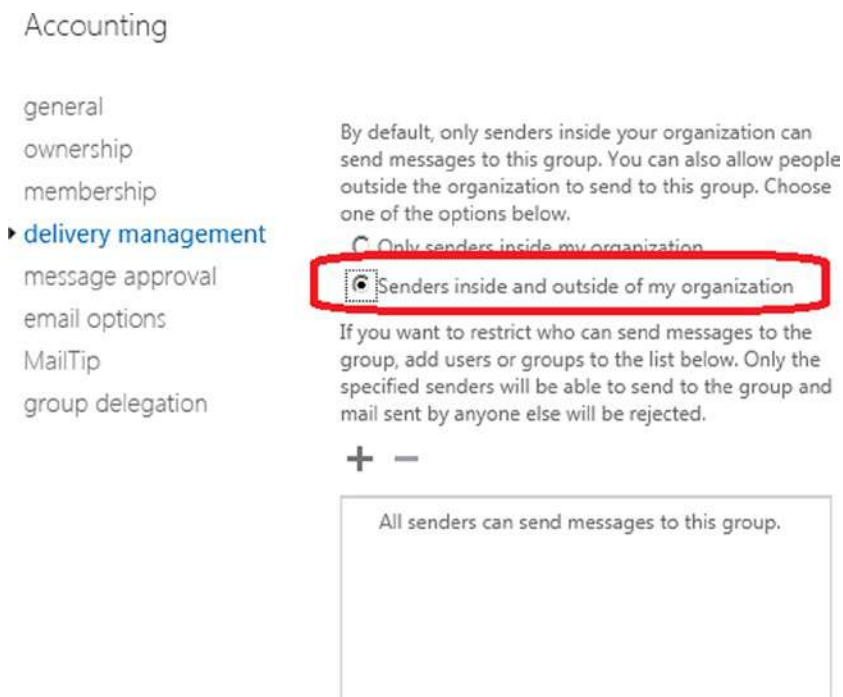 Accounting
general
ownership
membership
delivery management
message approval
email options
MailTip
group delegation
By default, only senders inside your organization can
send messages to this group. You can also allow people
outside the organization to send to this group. Choose
one of the options below.
Only senders inside my organization
Senders inside and outside of my organization
If you want to restrict who can send messages to the
group, add users or groups to the list below. Only the
specified senders will be able to send to the group and
mail sent by anyone else will be rejected.
All senders can send messages to this group.